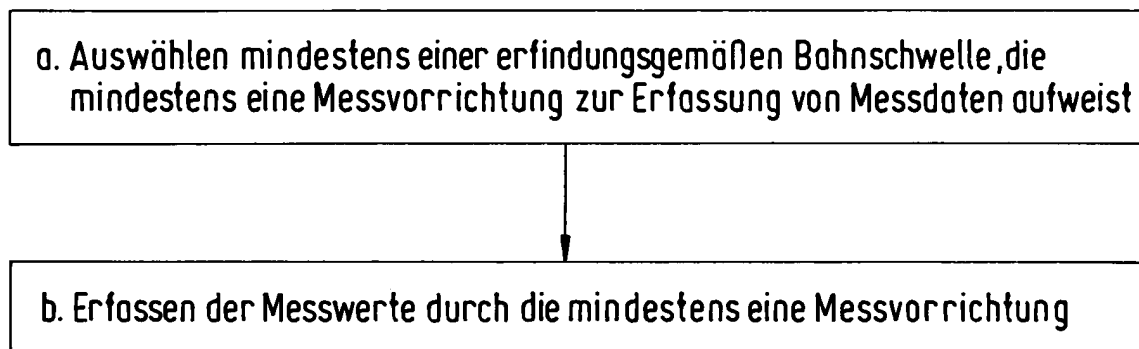 a. Auswählen mindestens einer erfindungsgemäßen Bahnschwelle, die
mindestens eine Messvorrichtung zur Erfassung von Messdaten aufweist
b. Erfassen der Messwerte durch die mindestens eine Messvorrichtung